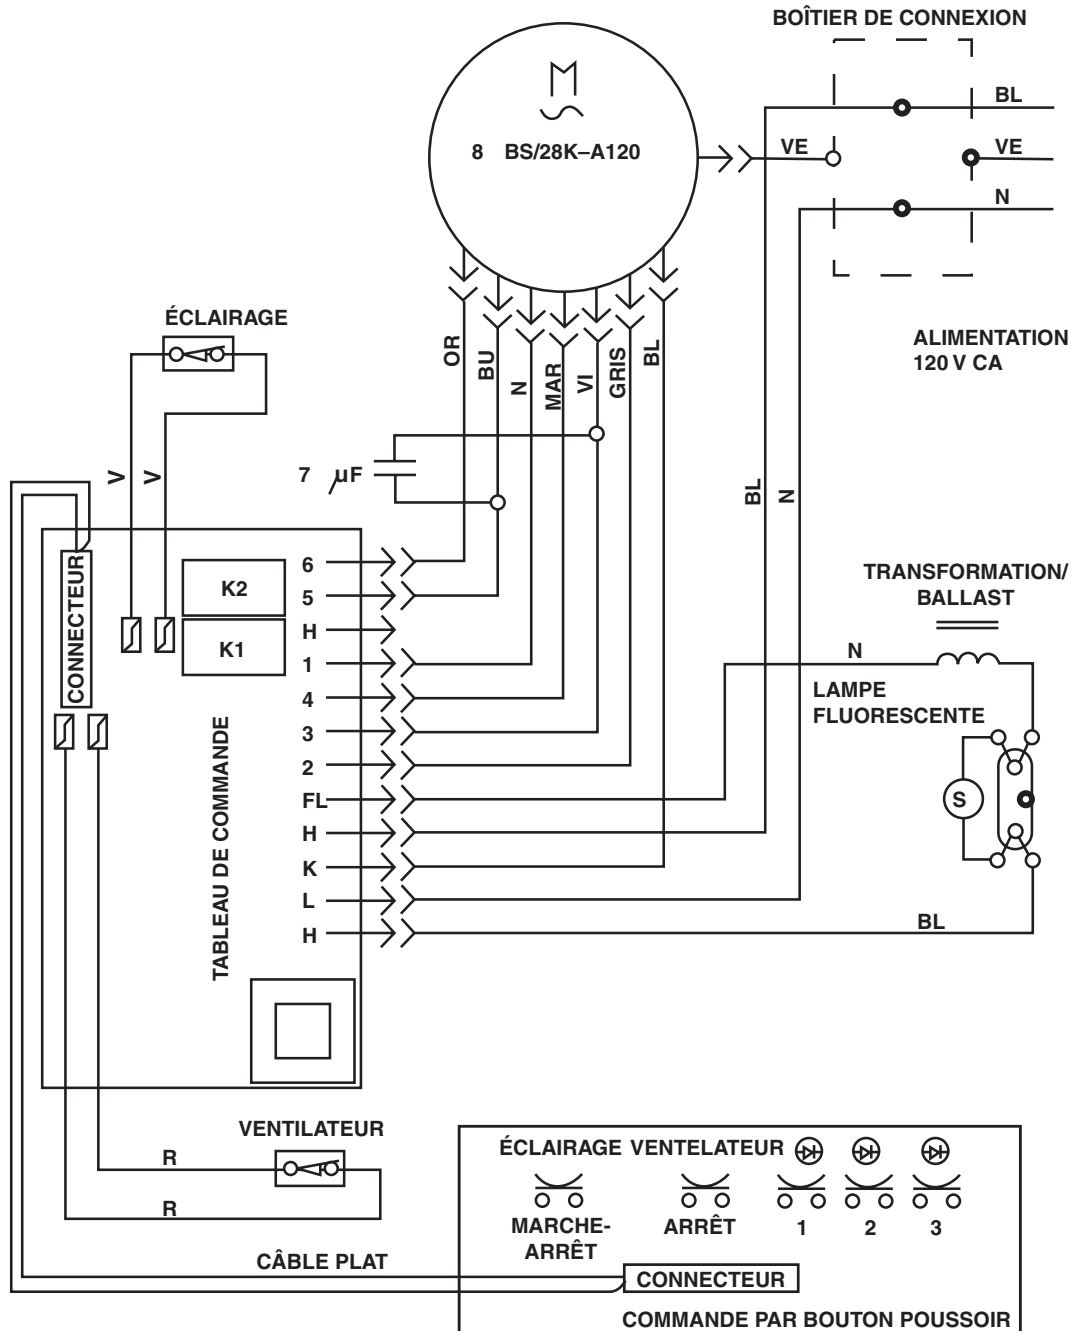 BOÎTIER DE CONNEXION
BL
8 BS/28K–A120
VE
VE
N
ÉCLAIRAGE
ALIMENTATION
120 V CA
OR
BU
N
MAR
VI
GRIS
BL
7 µF
V
V
BL
N
CONNECTEUR
K2
K1
6
5
H
1
4
3
2
FL
H
K
L
H
TABLEAU DE COMMANDE
TRANSFORMATION/
BALLAST
N
LAMPE
FLUORESCENTE
S
BL
VENTILATEUR
R
R
CÂBLE PLAT
ÉCLAIRAGE VENTELATEUR
MARCHE-
ARRÊT
ARRÊT
1
2
3
CONNECTEUR
COMMANDE PAR BOUTON POUSSOIR